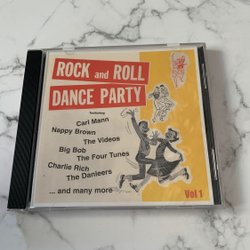 ROCK and ROLL
DANCE PARTY
featuring
Carl Mann
Nappy Brown
The Videos
Big Bob
The Four Tunes
Charlie Rich
The Danleers
... and many more
Vol 1